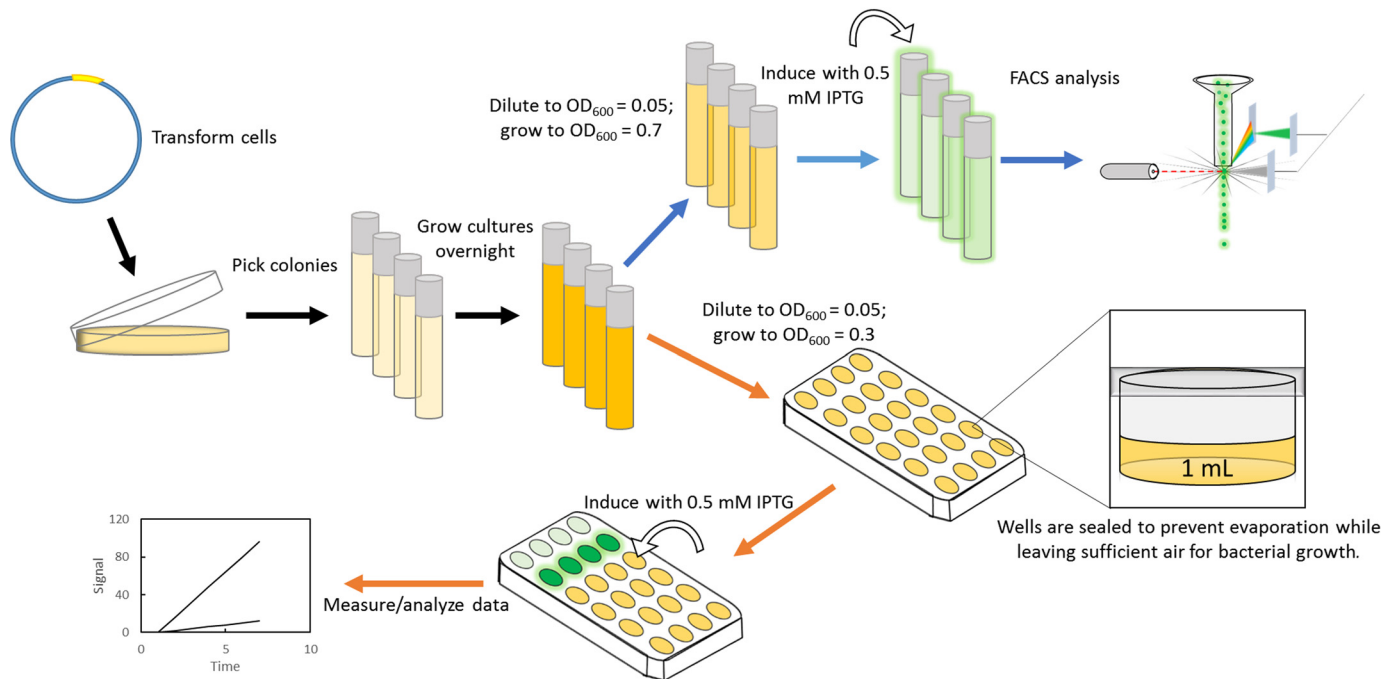 Transform cells
Pick colonies
Grow cultures
overnight
Dilute to OD₆₀₀ = 0.05;
grow to OD₆₀₀ = 0.7
Induce with 0.5
mM IPTG
FACS analysis
Dilute to OD₆₀₀ = 0.05;
grow to OD₆₀₀ = 0.3
1 mL
Wells are sealed to prevent evaporation while
leaving sufficient air for bacterial growth.
Induce with 0.5 mM IPTG
Measure/analyze data
Signal
120
80
40
0
0
5
10
Time